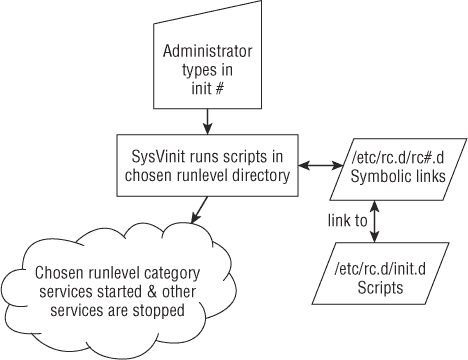 Administrator
types in
init #
SysVinit runs scripts in
chosen runlevel directory
/etc/rc.d/rc#.d
Symbolic links
link to
/etc/rc.d/init.d
Scripts
Chosen runlevel category
services started & other
services are stopped